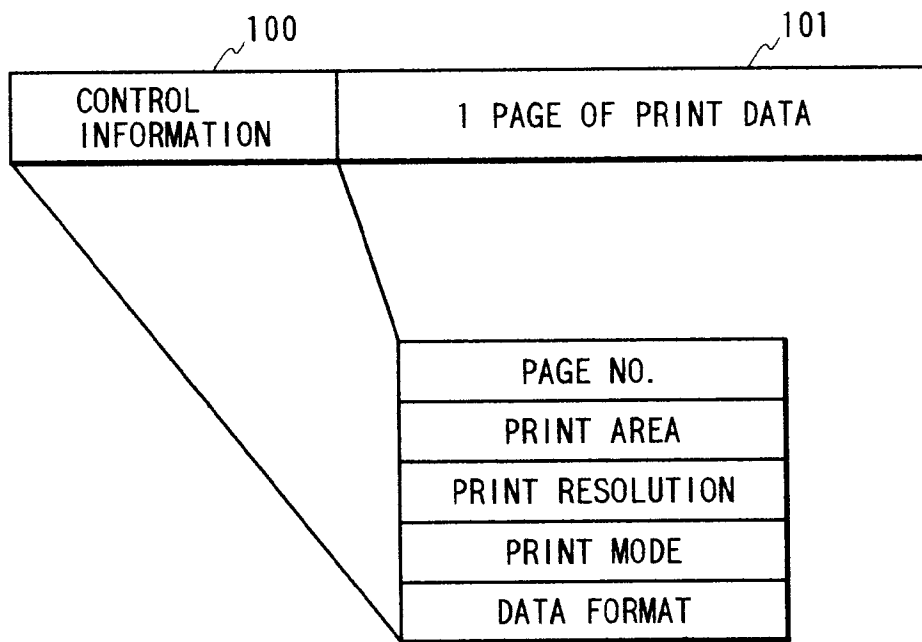 100
101
CONTROL
INFORMATION
1 PAGE OF PRINT DATA
PAGE NO.
PRINT AREA
PRINT RESOLUTION
PRINT MODE
DATA FORMAT